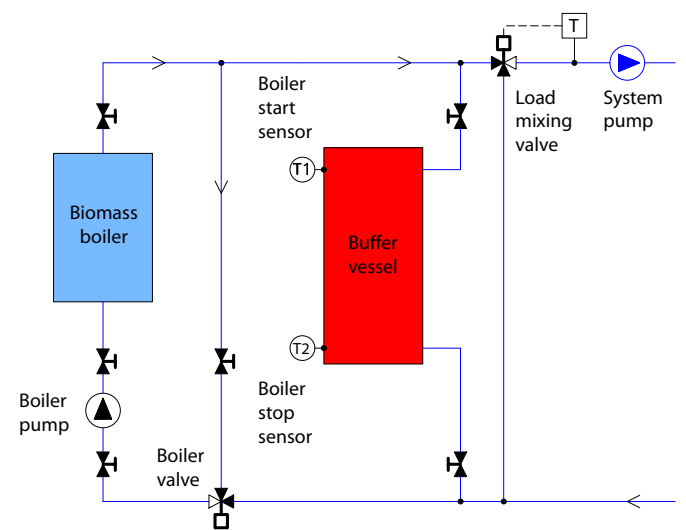 T
Boiler
start
sensor
Load
mixing
valve
System
pump
T1
Biomass
boiler
Buffer
vessel
T2
Boiler
pump
Boiler
stop
sensor
Boiler
valve